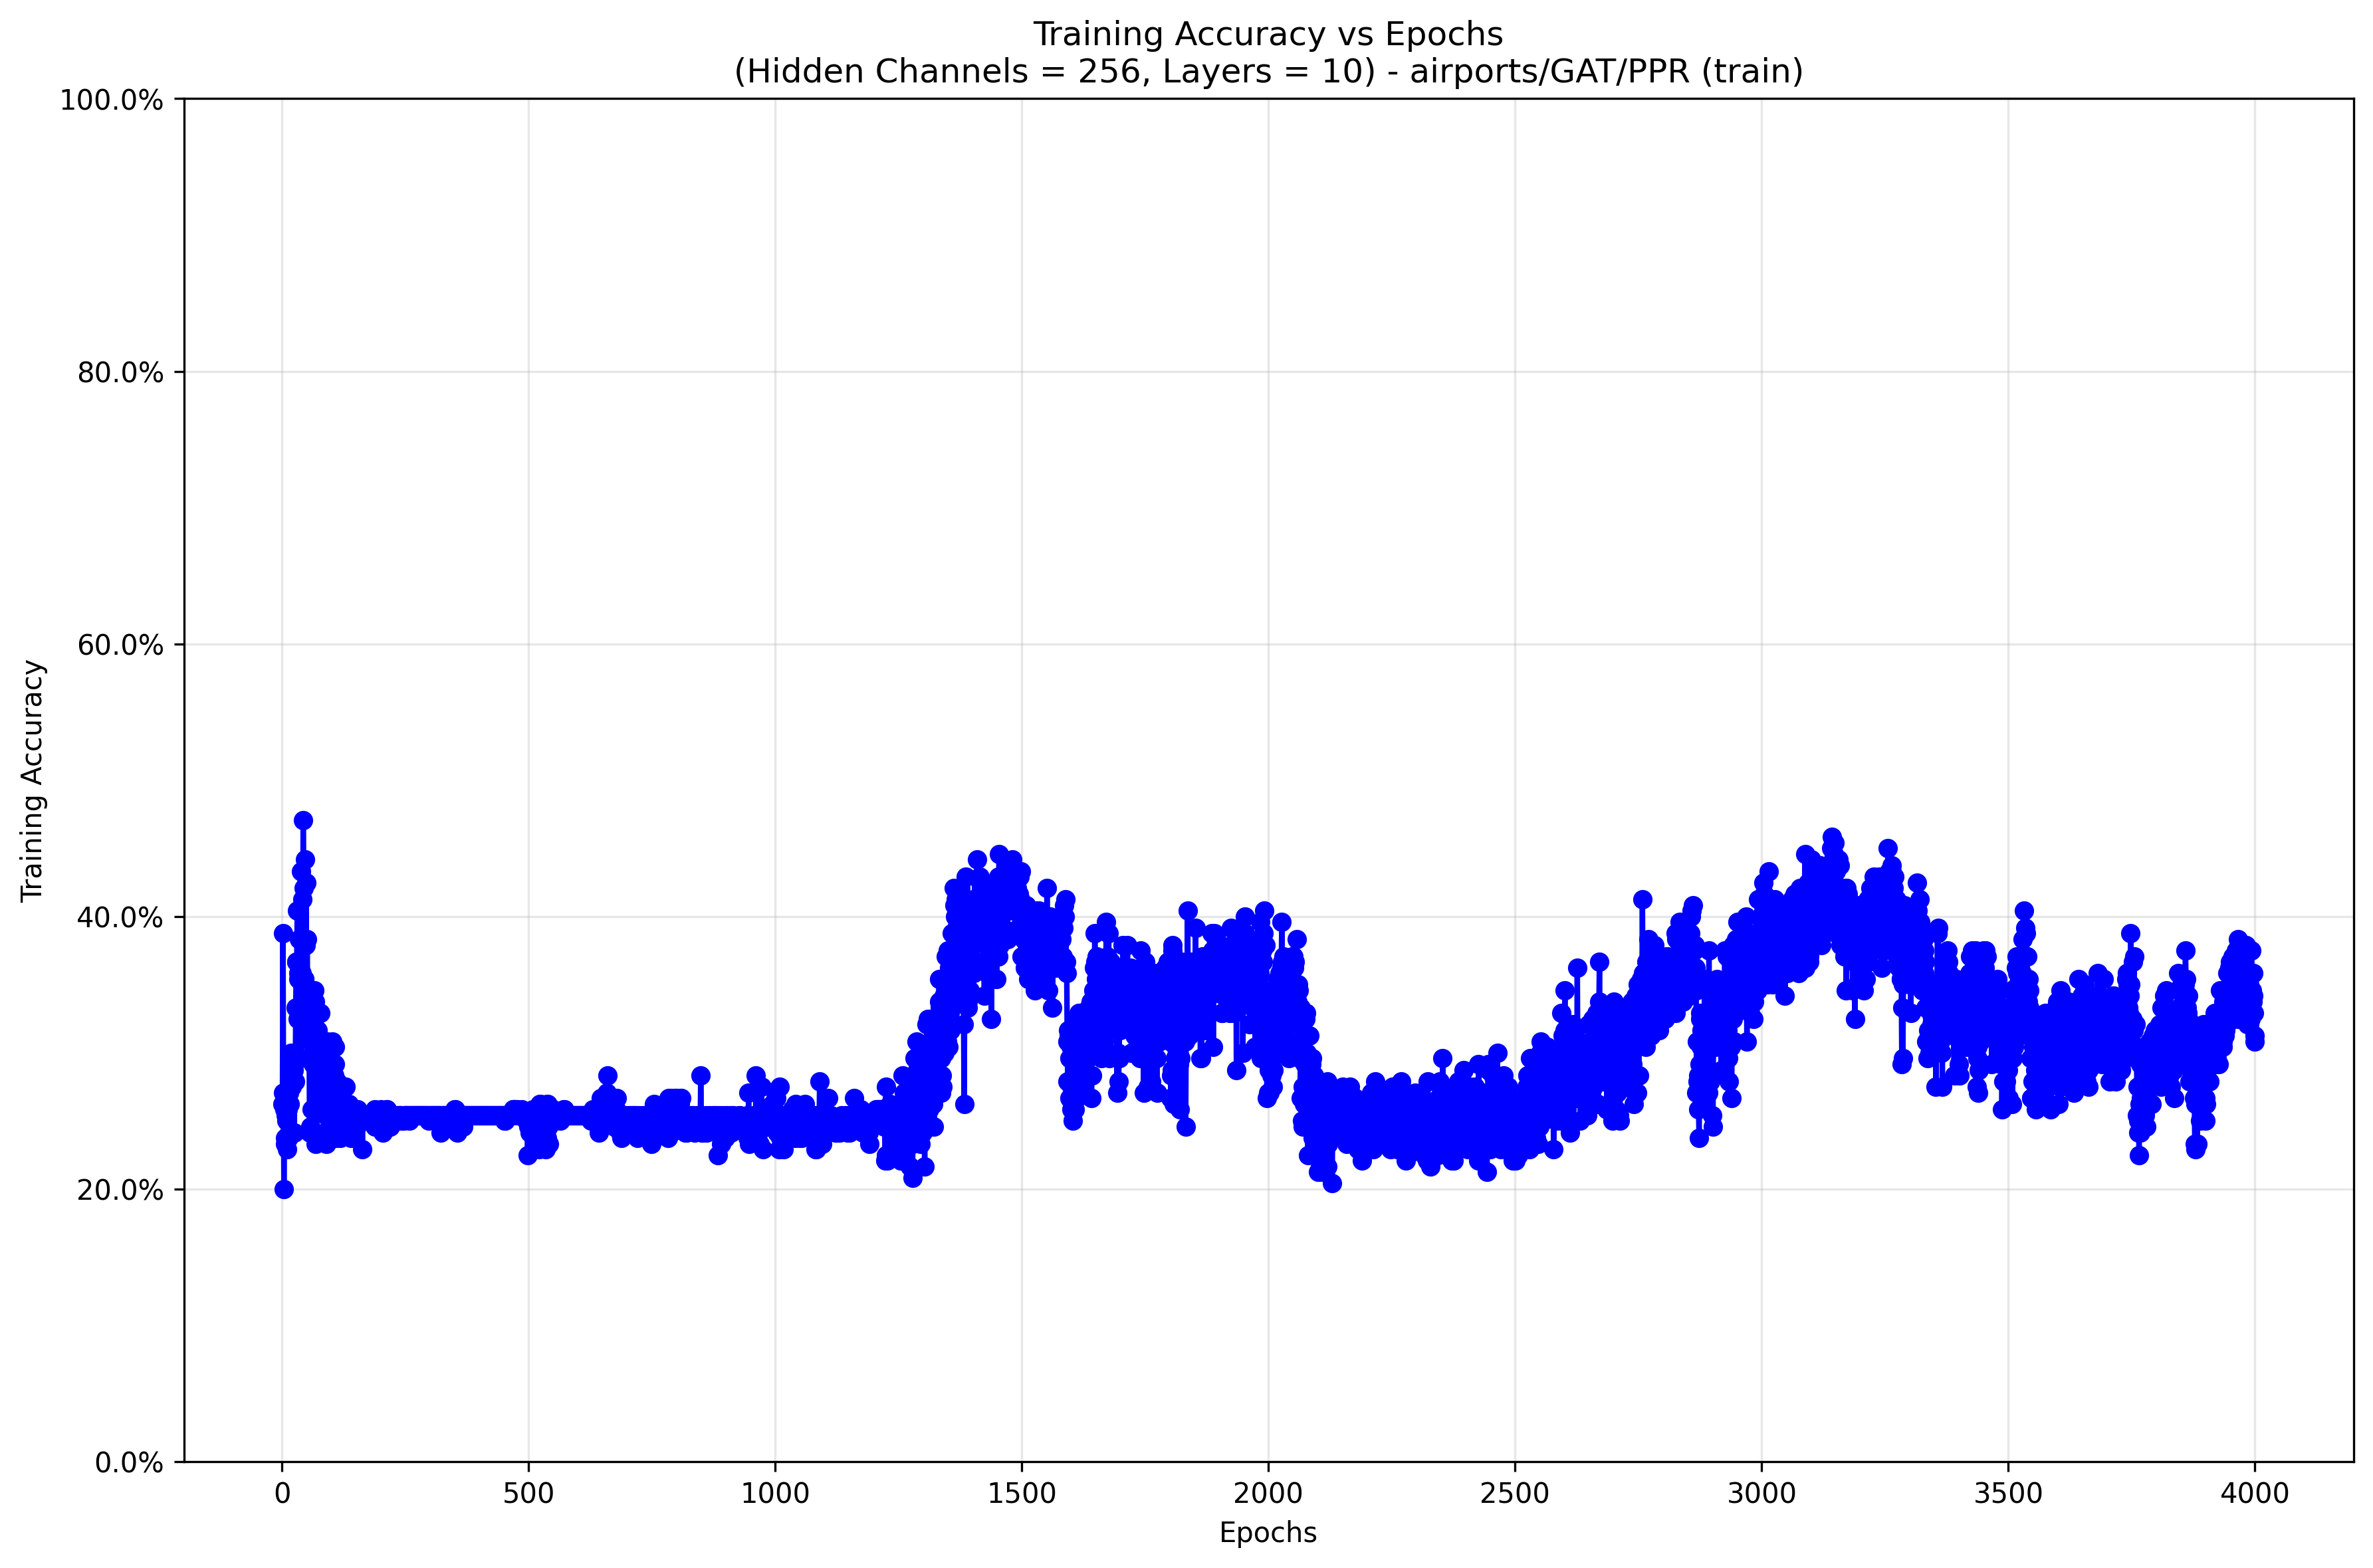 Training Accuracy vs Epochs
(Hidden Channels = 256, Layers = 10) - airports/GAT/PPR (train)
100.0%
80.0%
60.0%
40.0%
20.0%
0.0%
Training Accuracy
0 500 1000 1500 2000 2500 3000 3500 4000
Epochs